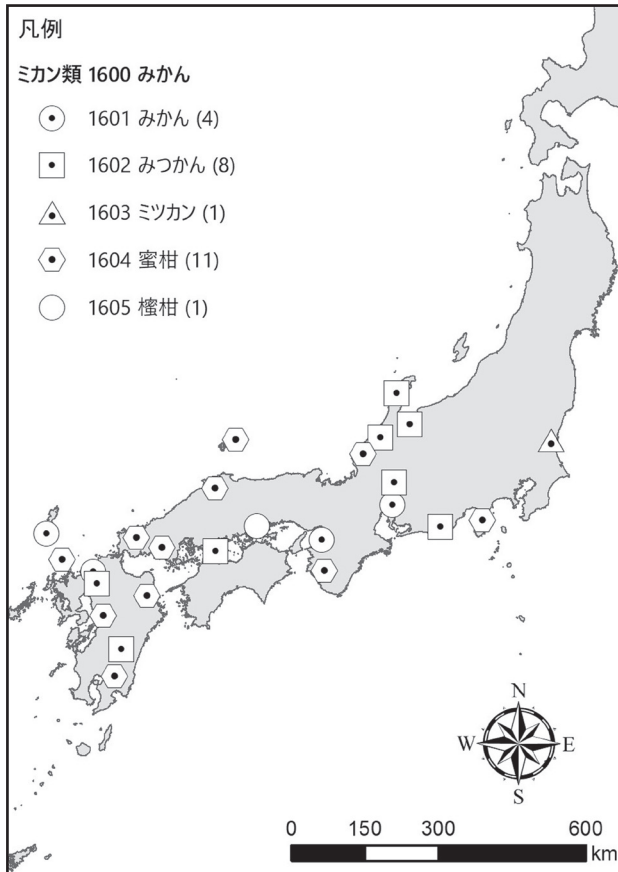 凡例
ミカン類 1600 みかん
1601 みかん (4)
1602 みつかん (8)
1603 ミツカン (1)
1604 蜜柑 (11)
1605 樒柑 (1)
N
W E
S
0 150 300 600
km